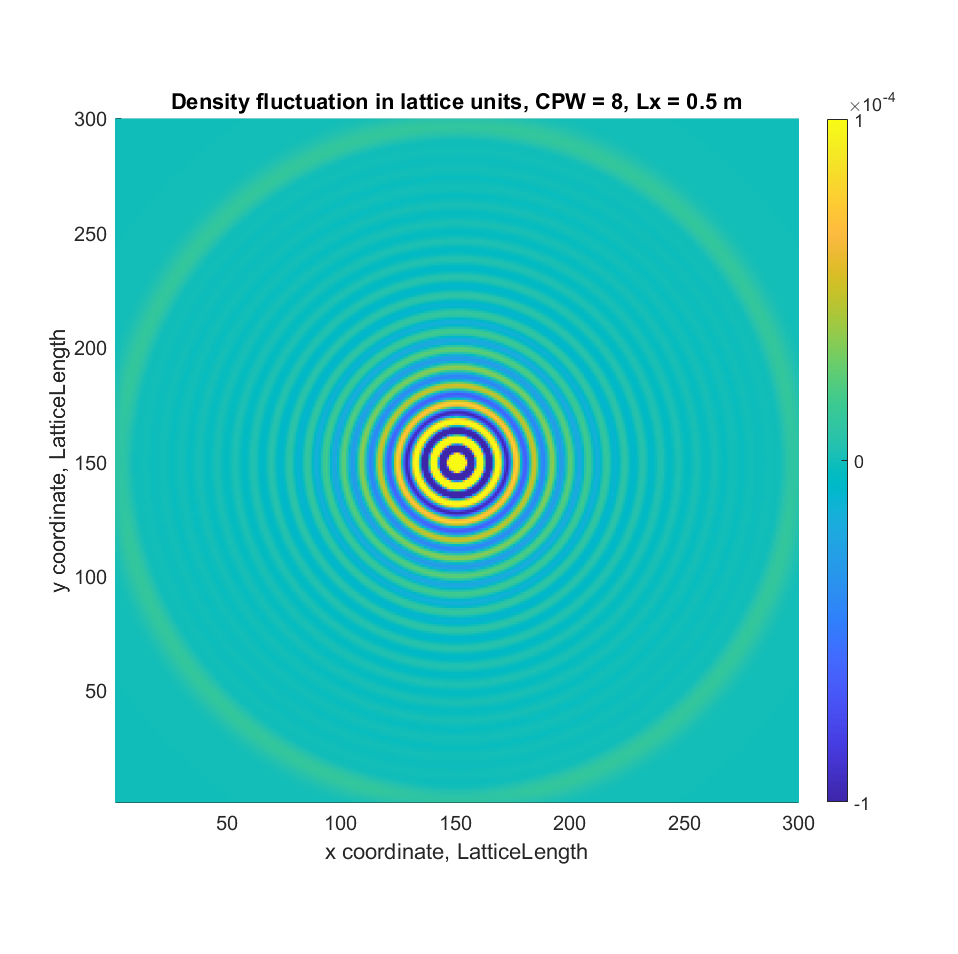 Density fluctuation in lattice units, CPW = 8, Lx = 0.5 m
×10⁻⁴
300
250
200
150
100
50
y coordinate, LatticeLength
50 100 150 200 250 300
x coordinate, LatticeLength
1
0
-1